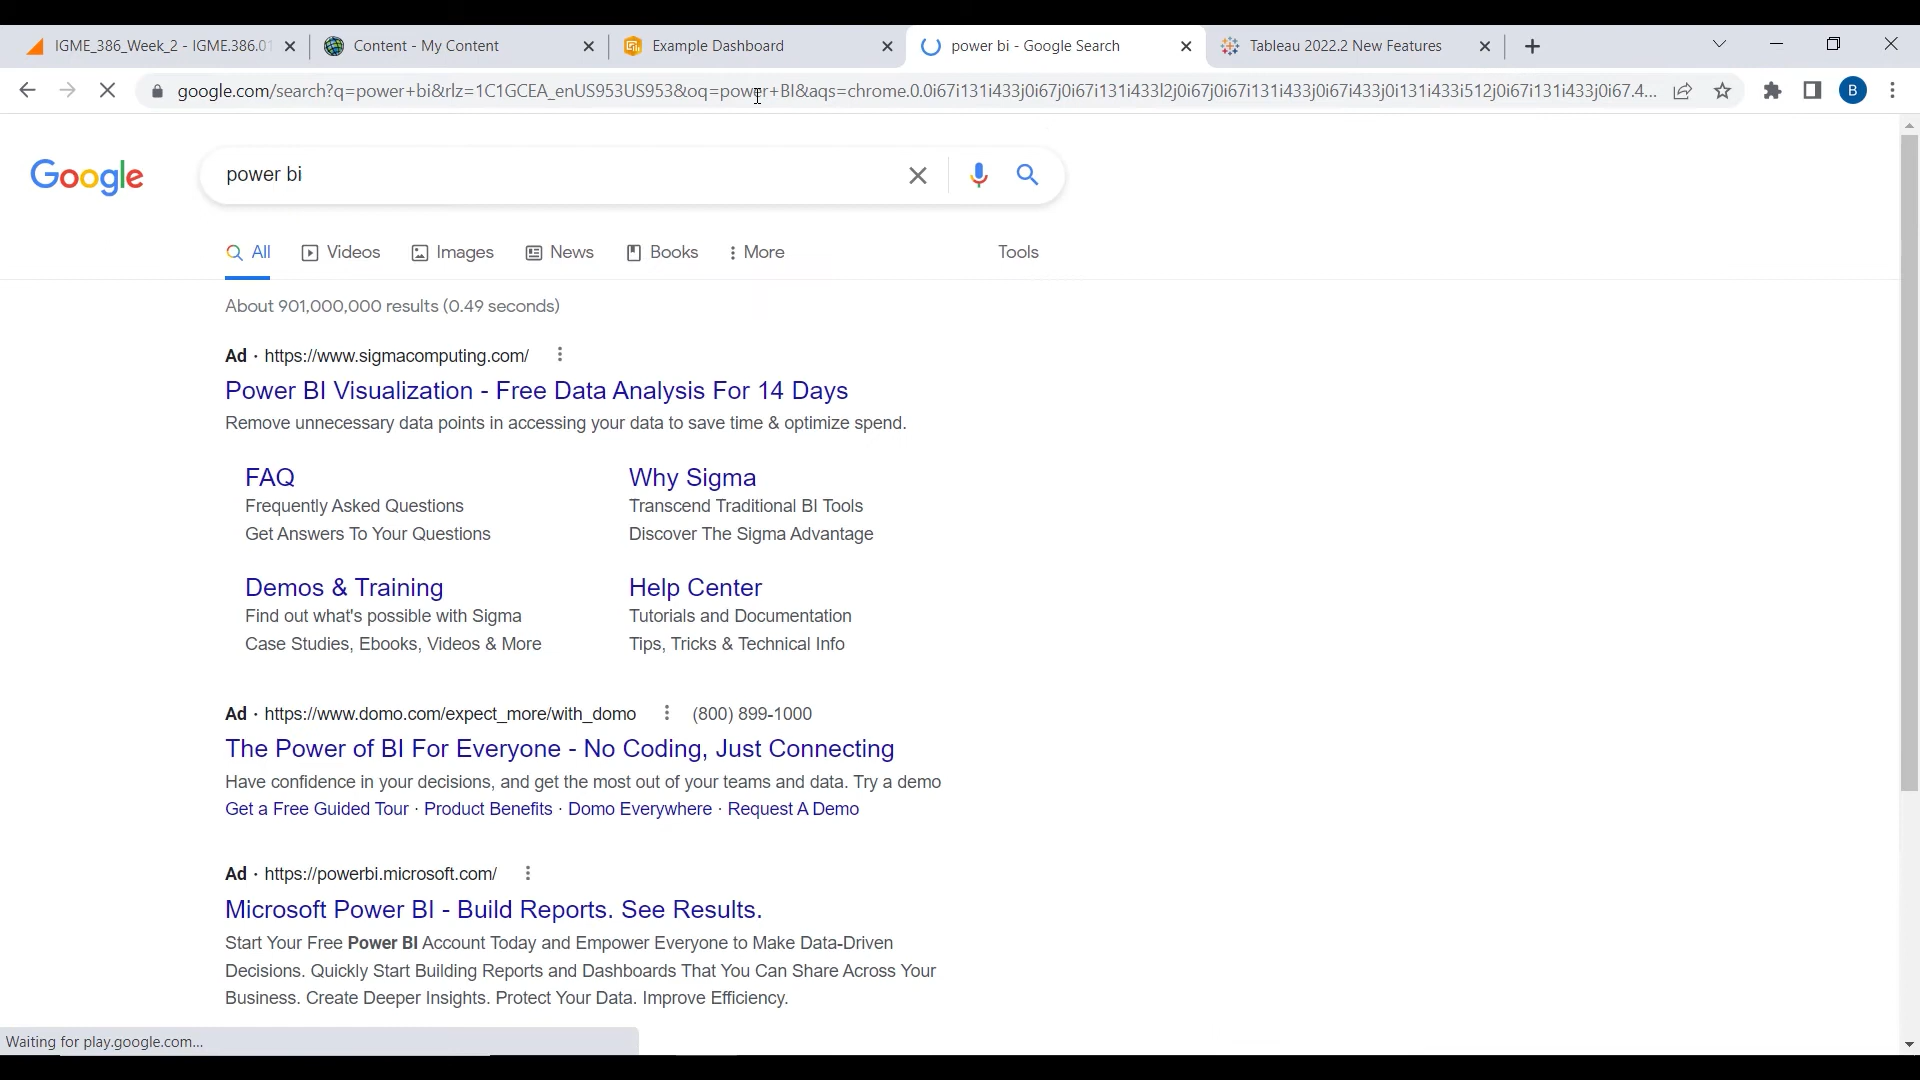 IGME_386_Week_2 - IGME.386.01
Content - My Content
Example Dashboard
power bi - Google Search
Tableau 2022.2 New Features
google.com/search?q=power+bi&rlz=1C1GCEA_enUS953US953&oq=power+BI&aqs=chrome.0.0i67i131i433j0i67j0i67i131i433l2j0i67j0i67i131i433j0i67i433j0i131i433i512j0i67i131i433j0i67.4...
B
Google
power bi
All
Videos
Images
News
Books
More
Tools
About 901,000,000 results (0.49 seconds)
Ad · https://www.sigmacomputing.com/
Power BI Visualization - Free Data Analysis For 14 Days
Remove unnecessary data points in accessing your data to save time & optimize spend.
FAQ
Frequently Asked Questions
Get Answers To Your Questions
Why Sigma
Transcend Traditional BI Tools
Discover The Sigma Advantage
Demos & Training
Find out what's possible with Sigma
Case Studies, Ebooks, Videos & More
Help Center
Tutorials and Documentation
Tips, Tricks & Technical Info
Ad · https://www.domo.com/expect_more/with_domo (800) 899-1000
The Power of BI For Everyone - No Coding, Just Connecting
Have confidence in your decisions, and get the most out of your teams and data. Try a demo
Get a Free Guided Tour · Product Benefits · Domo Everywhere · Request A Demo
Ad · https://powerbi.microsoft.com/
Microsoft Power BI - Build Reports. See Results.
Start Your Free Power BI Account Today and Empower Everyone to Make Data-Driven
Decisions. Quickly Start Building Reports and Dashboards That You Can Share Across Your
Business. Create Deeper Insights. Protect Your Data. Improve Efficiency.
Waiting for play.google.com...